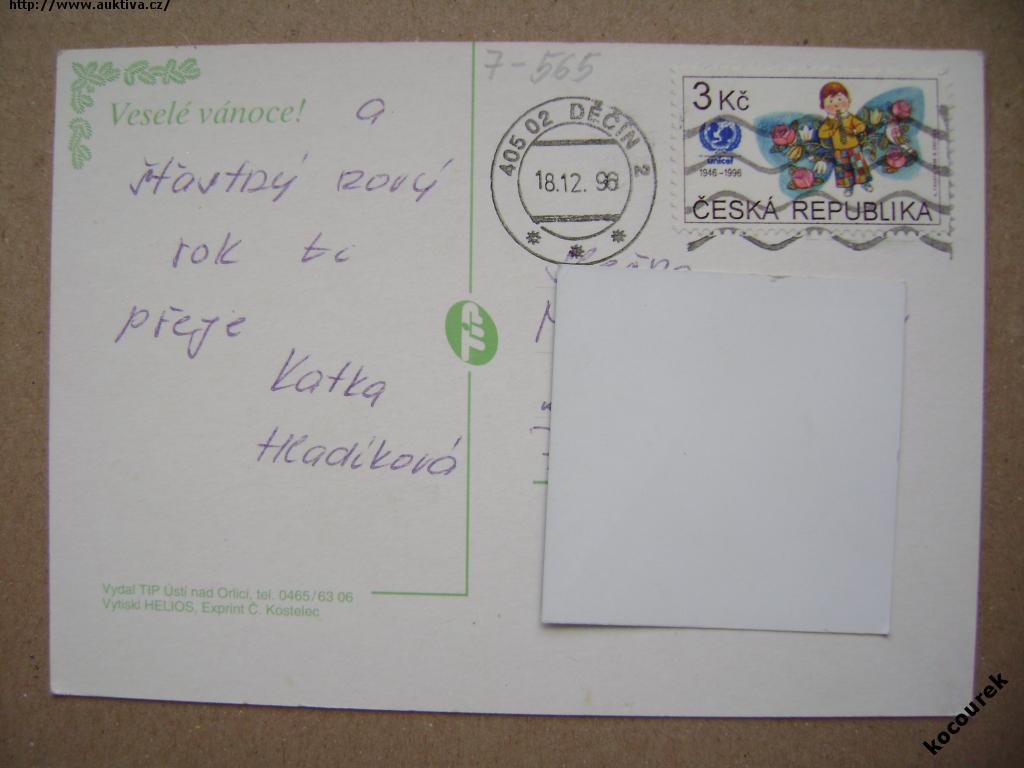 http://www.auktiva.cz/
7-565
Veselé vánoce! a
šťastný nový
rok ti
přeje
Katka
Hladíková
405 02 DĚČÍN 2
18.12. 96
3 Kč
unicef
1946-1996
ČESKÁ REPUBLIKA
Vydal TIP Ústí nad Orlicí, tel. 0465/63 06
Vytiskl HELIOS, Exprint Č. Kostelec
kocourek